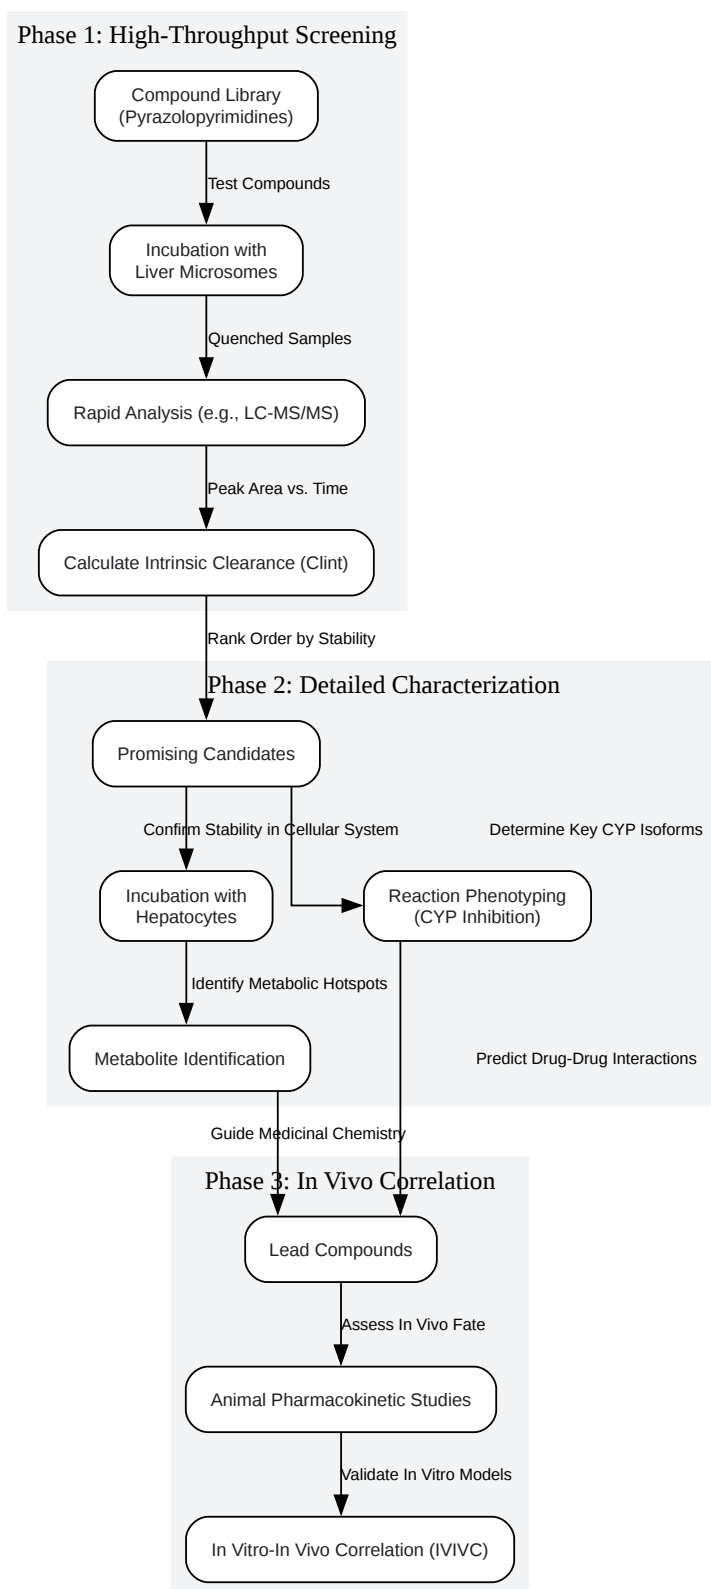 Phase 1: High-Throughput Screening
Compound Library
(Pyrazolopyrimidines)
Test Compounds
Incubation with
Liver Microsomes
Quenched Samples
Rapid Analysis (e.g., LC-MS/MS)
Peak Area vs. Time
Calculate Intrinsic Clearance (Clint)
Rank Order by Stability
Phase 2: Detailed Characterization
Promising Candidates
Confirm Stability in Cellular System
Determine Key CYP Isoforms
Incubation with
Hepatocytes
Reaction Phenotyping
(CYP Inhibition)
Identify Metabolic Hotspots
Metabolite Identification
Predict Drug-Drug Interactions
Guide Medicinal Chemistry
Phase 3: In Vivo Correlation
Lead Compounds
Assess In Vivo Fate
Animal Pharmacokinetic Studies
Validate In Vitro Models
In Vitro-In Vivo Correlation (IVIVC)